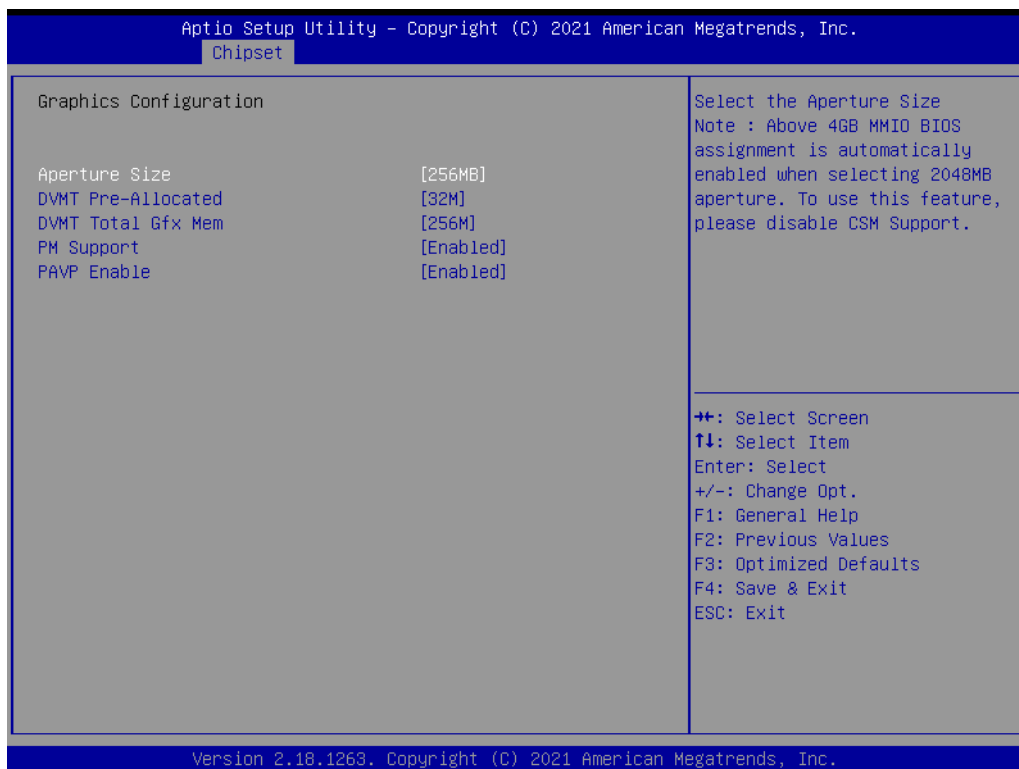 Aptio Setup Utility – Copyright (C) 2021 American Megatrends, Inc.
Chipset
Graphics Configuration
Aperture Size [256MB]
DVMT Pre-Allocated [32M]
DVMT Total Gfx Mem [256M]
PM Support [Enabled]
PAVP Enable [Enabled]
Select the Aperture Size
Note : Above 4GB MMIO BIOS
assignment is automatically
enabled when selecting 2048MB
aperture. To use this feature,
please disable CSM Support.
→←: Select Screen
↑↓: Select Item
Enter: Select
+/-: Change Opt.
F1: General Help
F2: Previous Values
F3: Optimized Defaults
F4: Save & Exit
ESC: Exit
Version 2.18.1263. Copyright (C) 2021 American Megatrends, Inc.